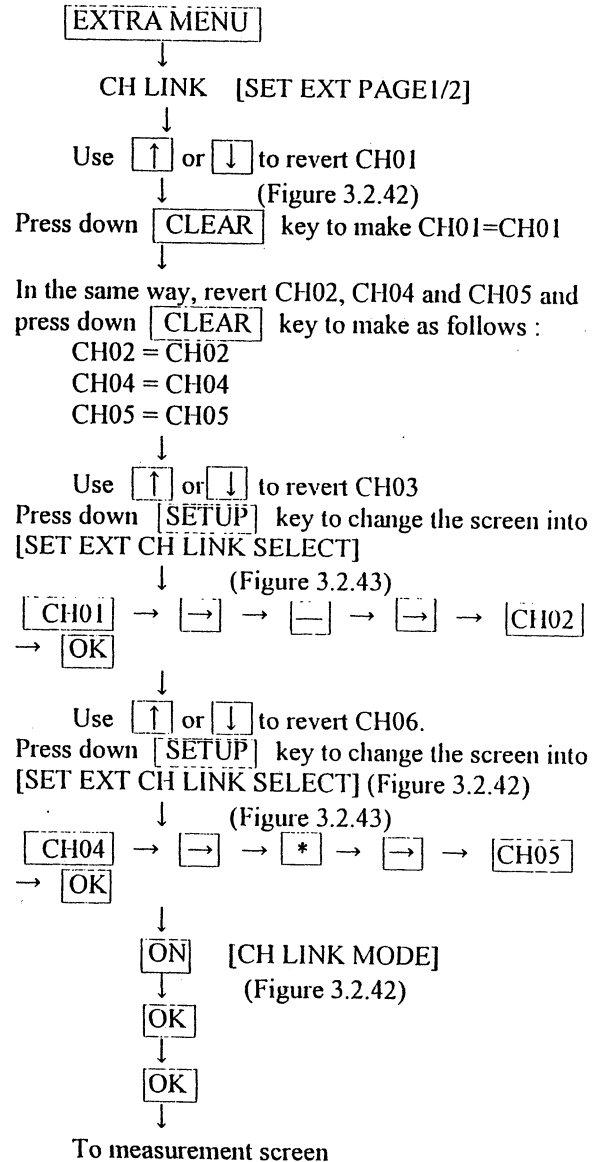 EXTRA MENU
↓
CH LINK [SET EXT PAGE1/2]
↓
Use ↑ or ↓ to revert CH01
↓ (Figure 3.2.42)
Press down CLEAR key to make CH01=CH01
↓
In the same way, revert CH02, CH04 and CH05 and
press down CLEAR key to make as follows :
CH02 = CH02
CH04 = CH04
CH05 = CH05
↓
Use ↑ or ↓ to revert CH03
Press down SETUP key to change the screen into
[SET EXT CH LINK SELECT]
↓ (Figure 3.2.43)
CH01 → → → — → → → CH02
→ OK
↓
Use ↑ or ↓ to revert CH06.
Press down SETUP key to change the screen into
[SET EXT CH LINK SELECT] (Figure 3.2.42)
↓ (Figure 3.2.43)
CH04 → → → * → → → CH05
→ OK
↓
ON [CH LINK MODE]
↓ (Figure 3.2.42)
OK
↓
OK
↓
To measurement screen